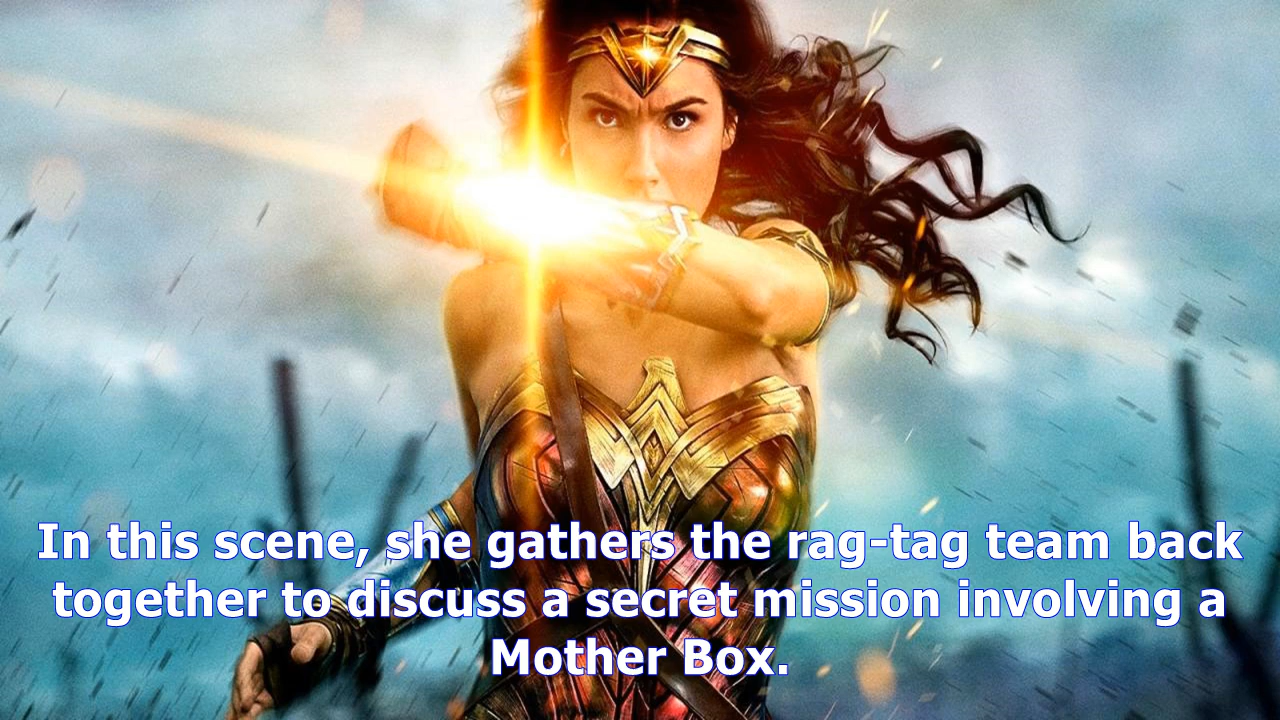 In this scene, she gathers the rag-tag team back
together to discuss a secret mission involving a
Mother Box.